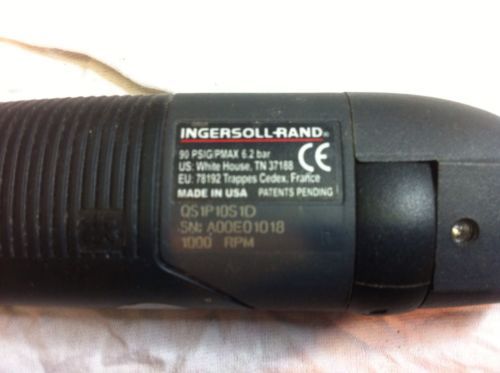 INGERSOLL-RAND®
90 PSIG/PMAX 6.2 bar
US: White House, TN 37188
EU: 78192 Trappes Cedex, France
CE
MADE IN USA PATENTS PENDING
QS1P10S1D
SN: A00E01018
1000 RPM
IR